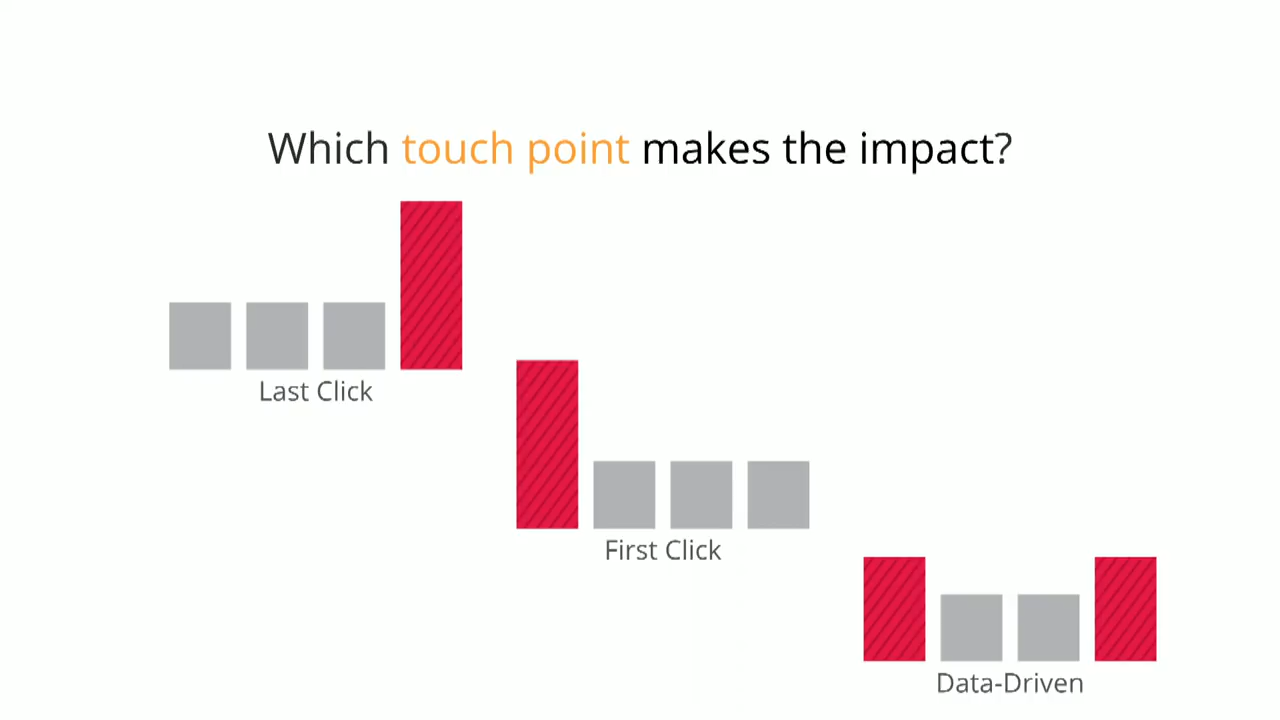 Which touch point makes the impact?
Last Click
First Click
Data-Driven